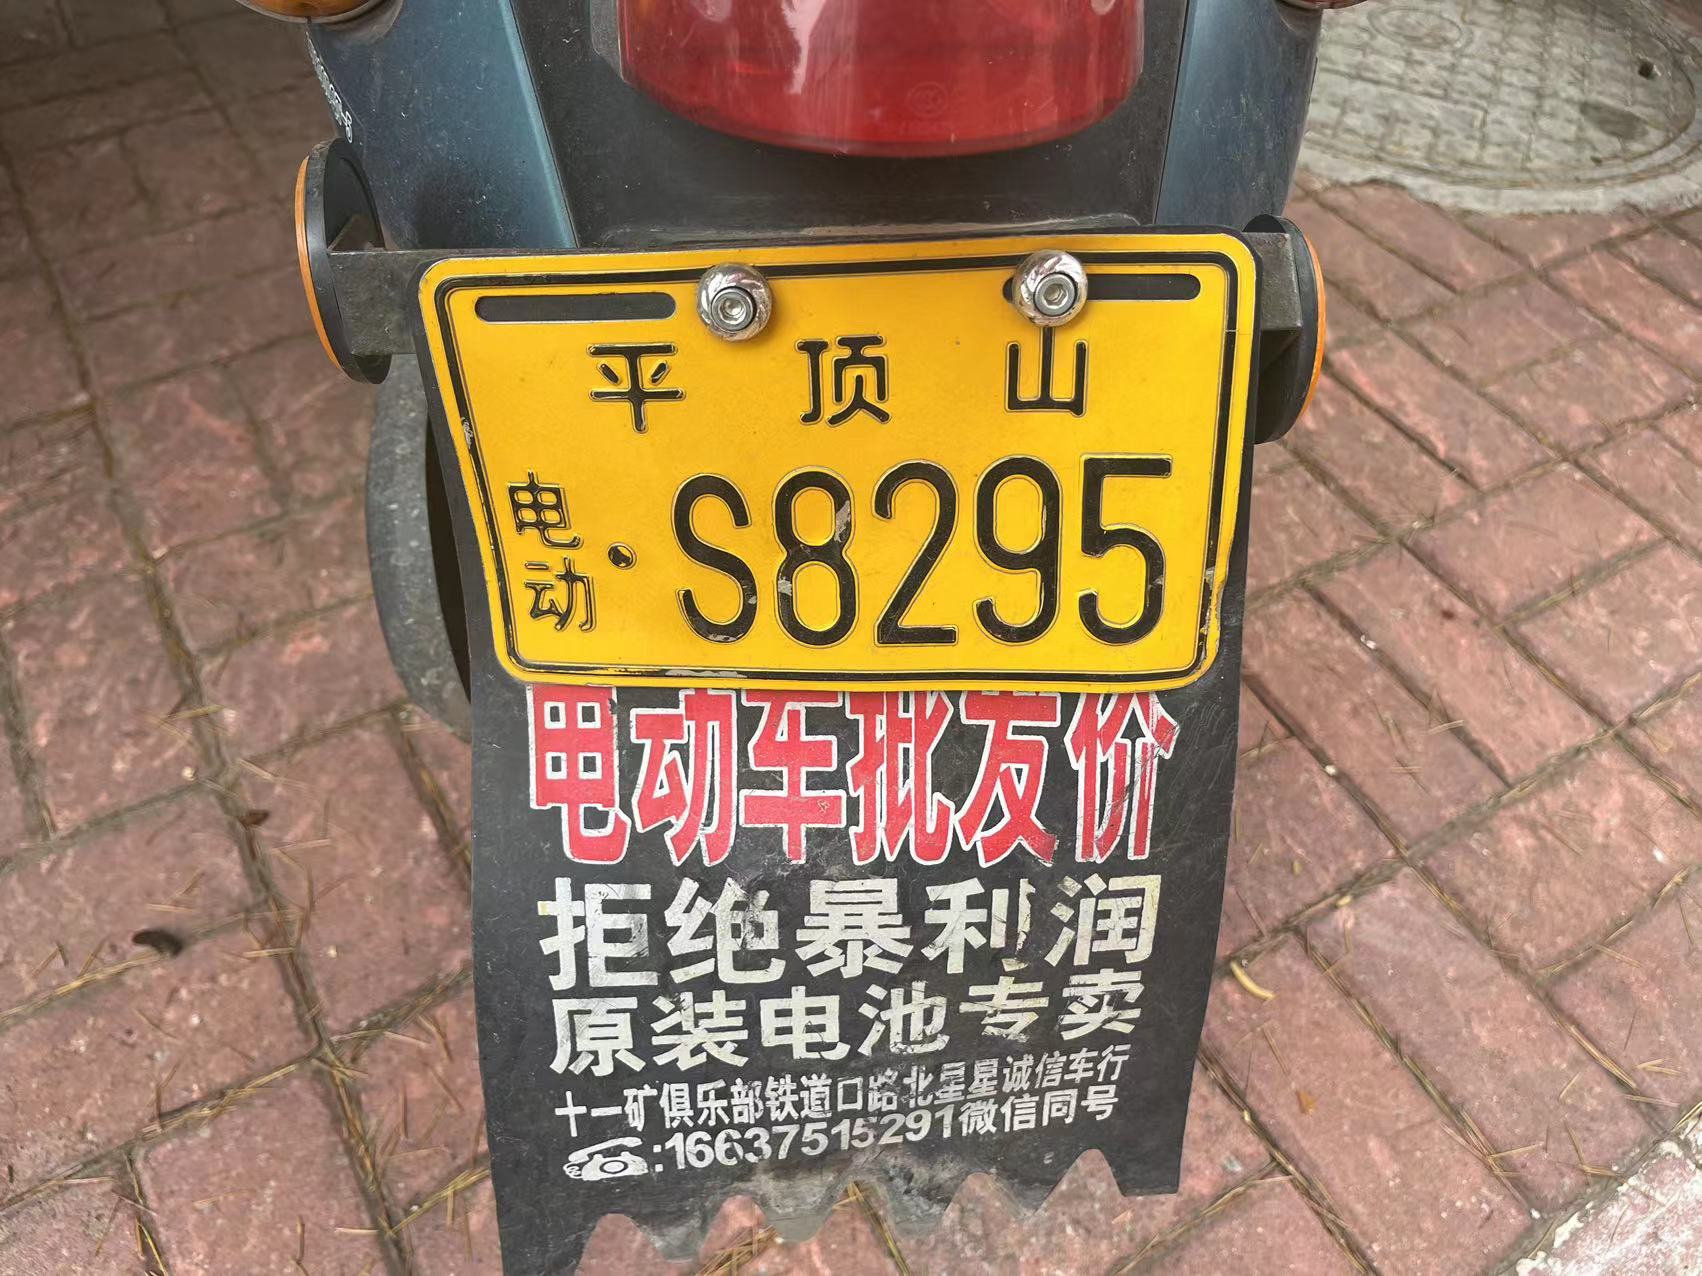 平顶山
电动·S8295
电动车批发价
拒绝暴利润
原装电池专卖
十一矿俱乐部铁道口路北星星诚信车行
:16637515291微信同号